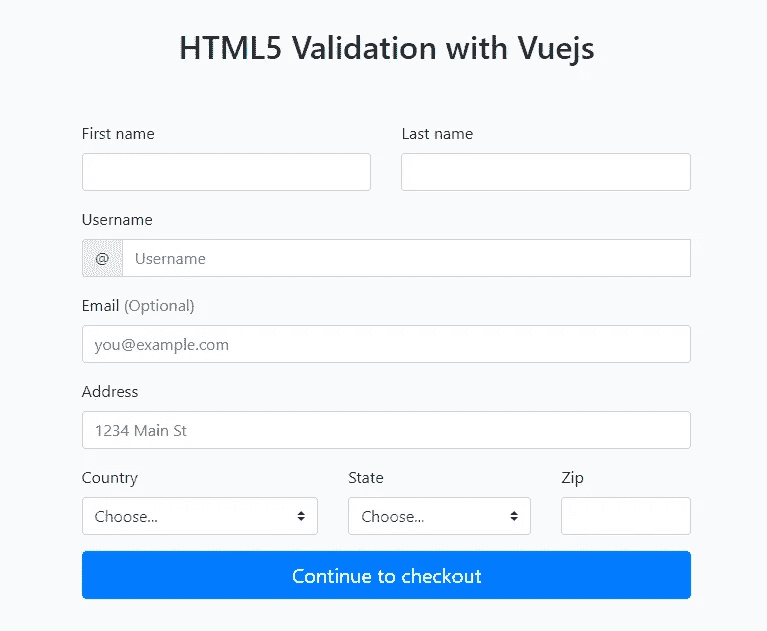 HTML5 Validation with Vuejs
First name Last name
Username
@ Username
Email (Optional)
you@example.com
Address
1234 Main St
Country State Zip
Choose... Choose...
Continue to checkout